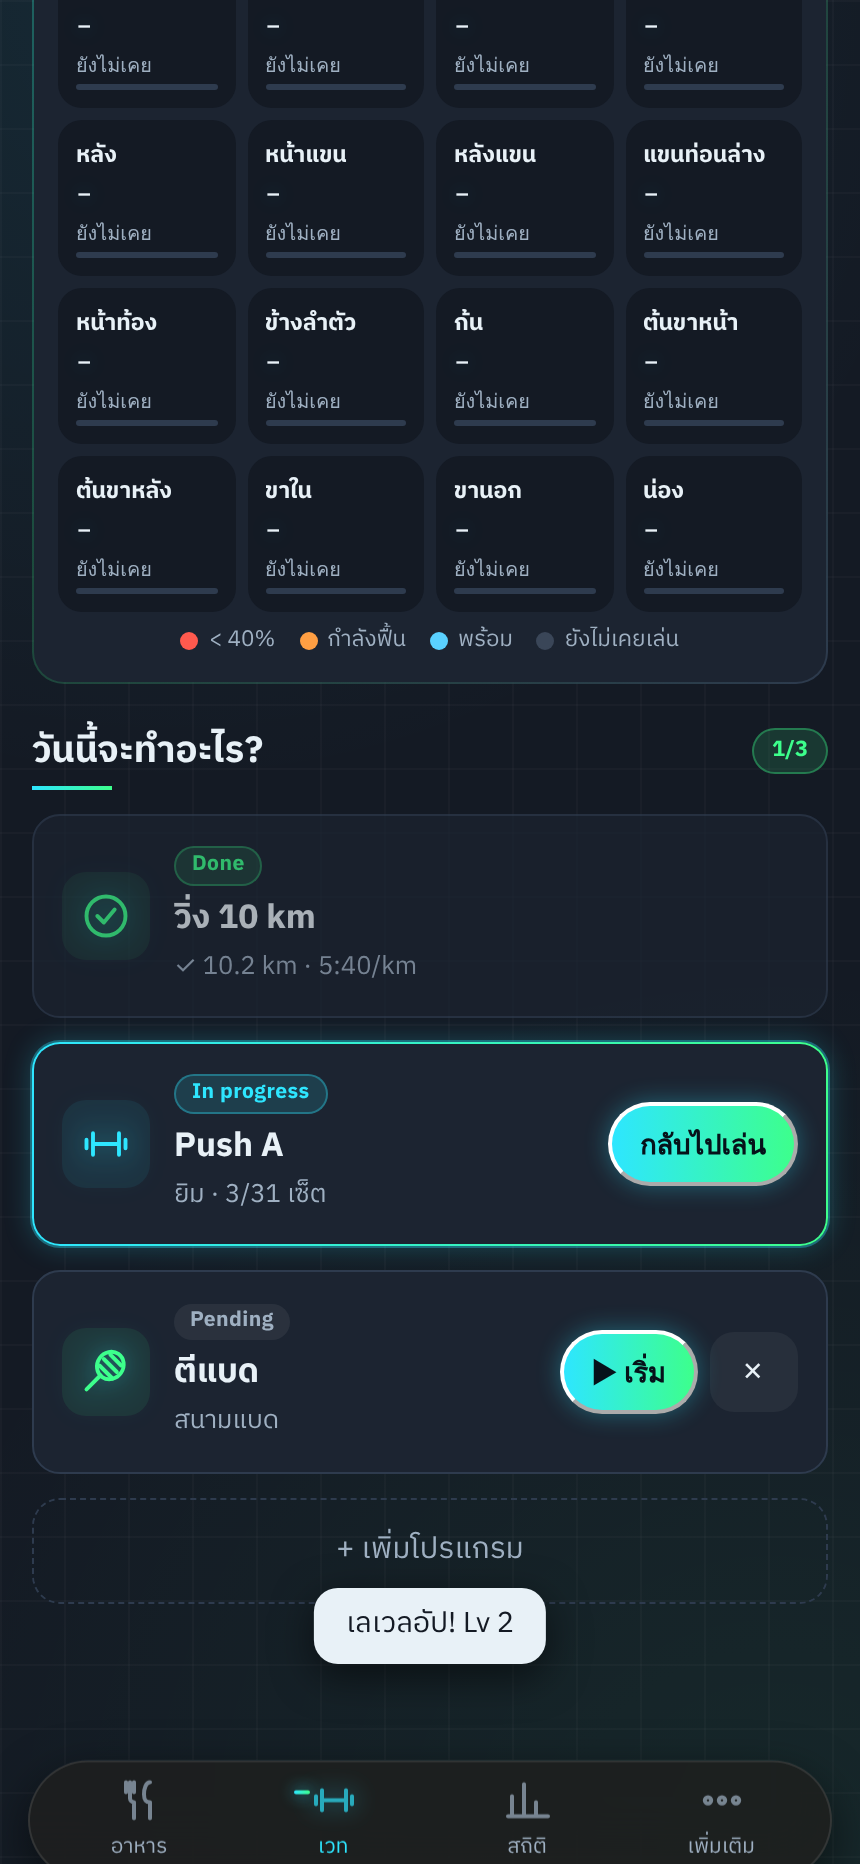 – – – –
ยังไม่เคย ยังไม่เคย ยังไม่เคย ยังไม่เคย
หลัง หน้าแขน หลังแขน แขนท่อนล่าง
– – – –
ยังไม่เคย ยังไม่เคย ยังไม่เคย ยังไม่เคย
หน้าท้อง ข้างลำตัว ก้น ต้นขาหน้า
– – – –
ยังไม่เคย ยังไม่เคย ยังไม่เคย ยังไม่เคย
ต้นขาหลัง ขาใน ขานอก น่อง
– – – –
ยังไม่เคย ยังไม่เคย ยังไม่เคย ยังไม่เคย
< 40% กำลังฟื้น พร้อม ยังไม่เคยเล่น
วันนี้จะทำอะไร? 1/3
Done
วิ่ง 10 km
✓ 10.2 km · 5:40/km
In progress
Push A
ยิม · 3/31 เซ็ต
กลับไปเล่น
Pending
ตีแบด
สนามแบด
▶ เริ่ม ×
+ เพิ่มโปรแกรม
เลเวลอัป! Lv 2
อาหาร เวท สถิติ เพิ่มเติม